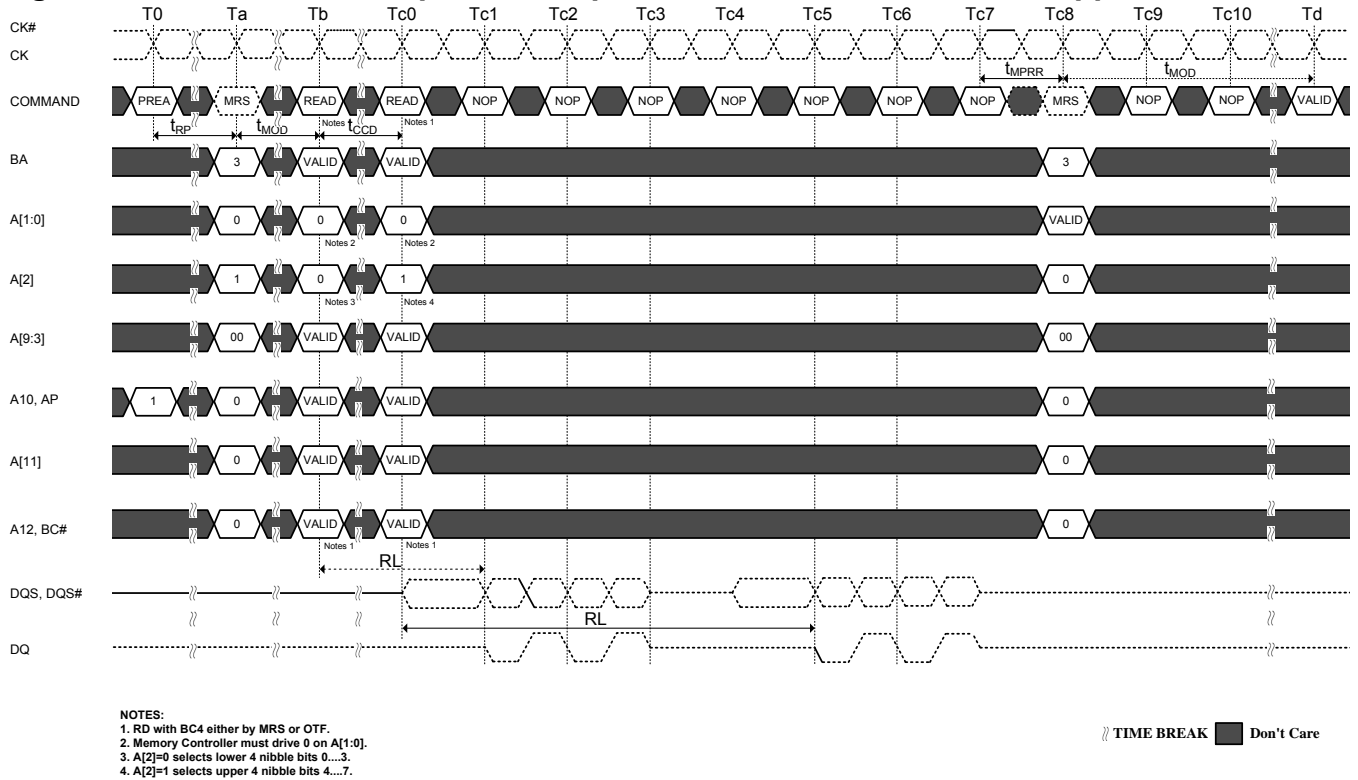 T0 Ta Tb Tc0 Tc1 Tc2 Tc3 Tc4 Tc5 Tc6 Tc7 Tc8 Tc9 Tc10 Td
CK#
CK
tMPRR tMOD
COMMAND PREA MRS READ READ NOP NOP NOP NOP NOP NOP NOP MRS NOP NOP VALID
Notes 1 Notes 1
tRP tMOD tCCD
BA 3 VALID VALID 3
A[1:0] 0 0 0 VALID
Notes 2 Notes 2
A[2] 1 0 1 0
Notes 3 Notes 4
A[9:3] 00 VALID VALID 00
A10, AP 1 0 VALID VALID 0
A[11] 0 VALID VALID 0
A12, BC# 0 VALID VALID 0
Notes 1 Notes 1
RL
DQS, DQS#
RL
DQ
NOTES:
1. RD with BC4 either by MRS or OTF.
2. Memory Controller must drive 0 on A[1:0].
3. A[2]=0 selects lower 4 nibble bits 0....3.
4. A[2]=1 selects upper 4 nibble bits 4....7.
TIME BREAK Don't Care